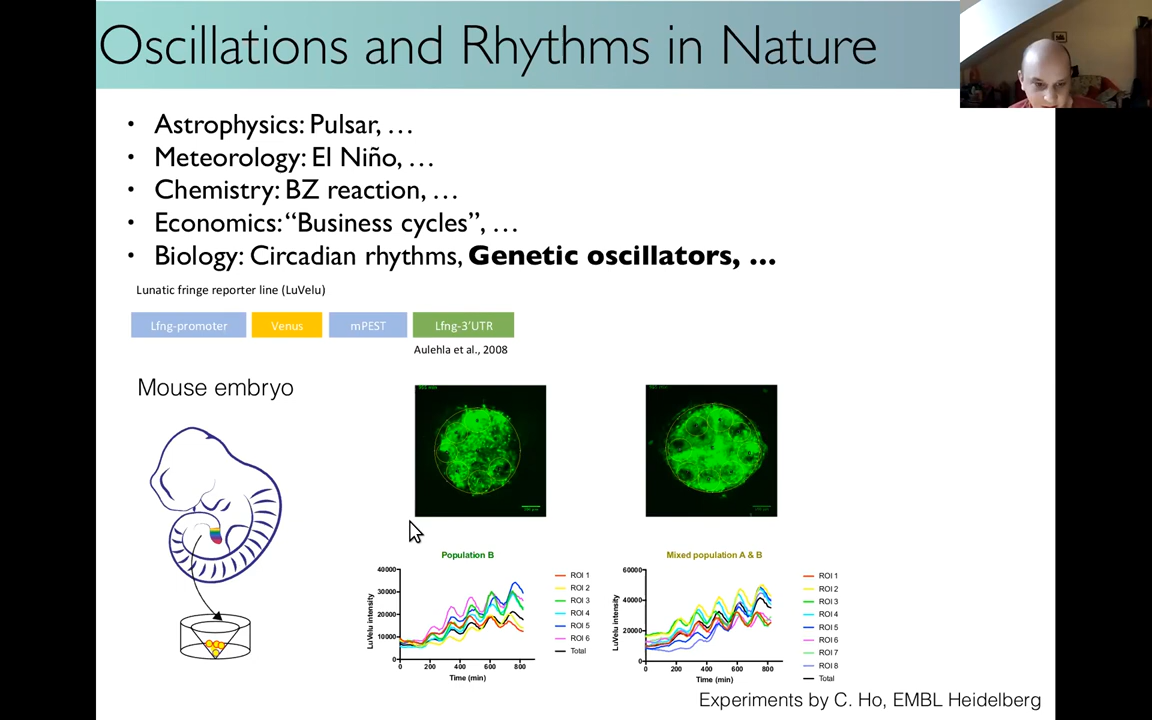 Oscillations and Rhythms in Nature
• Astrophysics: Pulsar, …
• Meteorology: El Niño, …
• Chemistry: BZ reaction, …
• Economics: “Business cycles”, …
• Biology: Circadian rhythms, Genetic oscillators, …
Lunatic fringe reporter line (LuVelu)
Lfng-promoter Venus mPEST Lfng-3’UTR
Aulehla et al., 2008
Mouse embryo
Population B
LuVelu intensity
40000
30000
20000
10000
0
0 200 400 600 800
Time (min)
ROI 1
ROI 2
ROI 3
ROI 4
ROI 5
ROI 6
Total
Mixed population A & B
LuVelu intensity
60000
40000
20000
0
0 200 400 600 800
Time (min)
ROI 1
ROI 2
ROI 3
ROI 4
ROI 5
ROI 6
ROI 7
ROI 8
Total
Experiments by C. Ho, EMBL Heidelberg